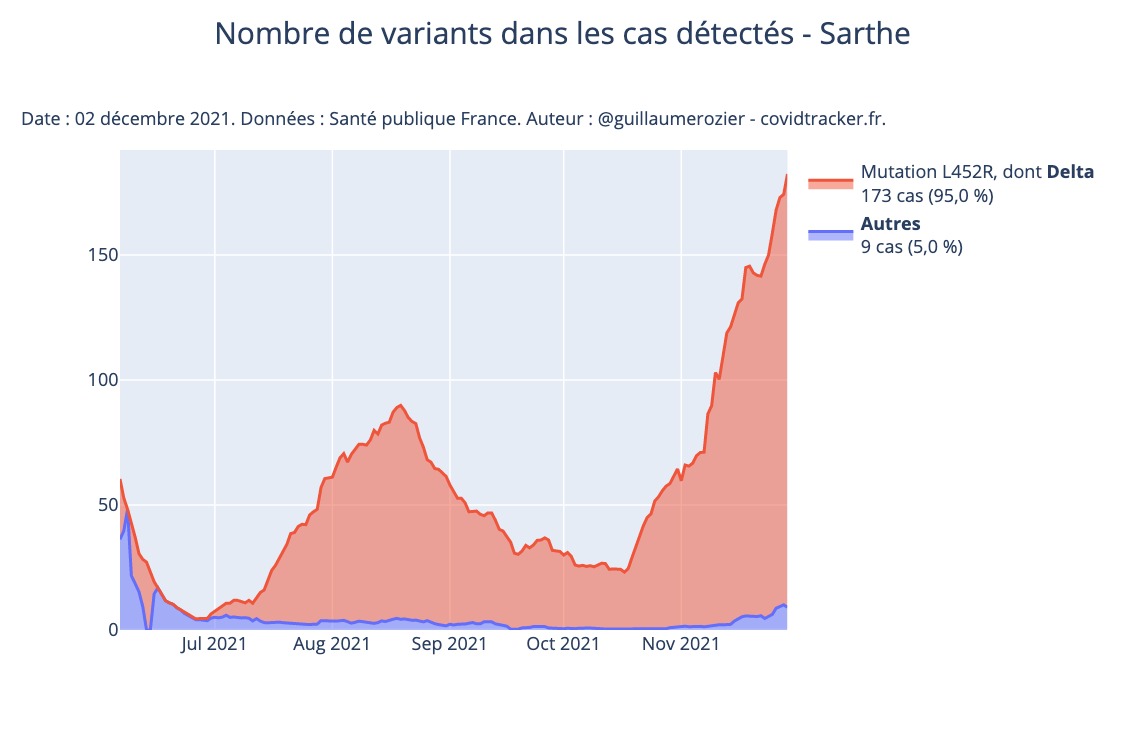 Nombre de variants dans les cas détectés - Sarthe
Date : 02 décembre 2021. Données : Santé publique France. Auteur : @guillaumerozier - covidtracker.fr.
Mutation L452R, dont Delta
173 cas (95,0 %)
Autres
9 cas (5,0 %)
150
100
50
0
Jul 2021
Aug 2021
Sep 2021
Oct 2021
Nov 2021